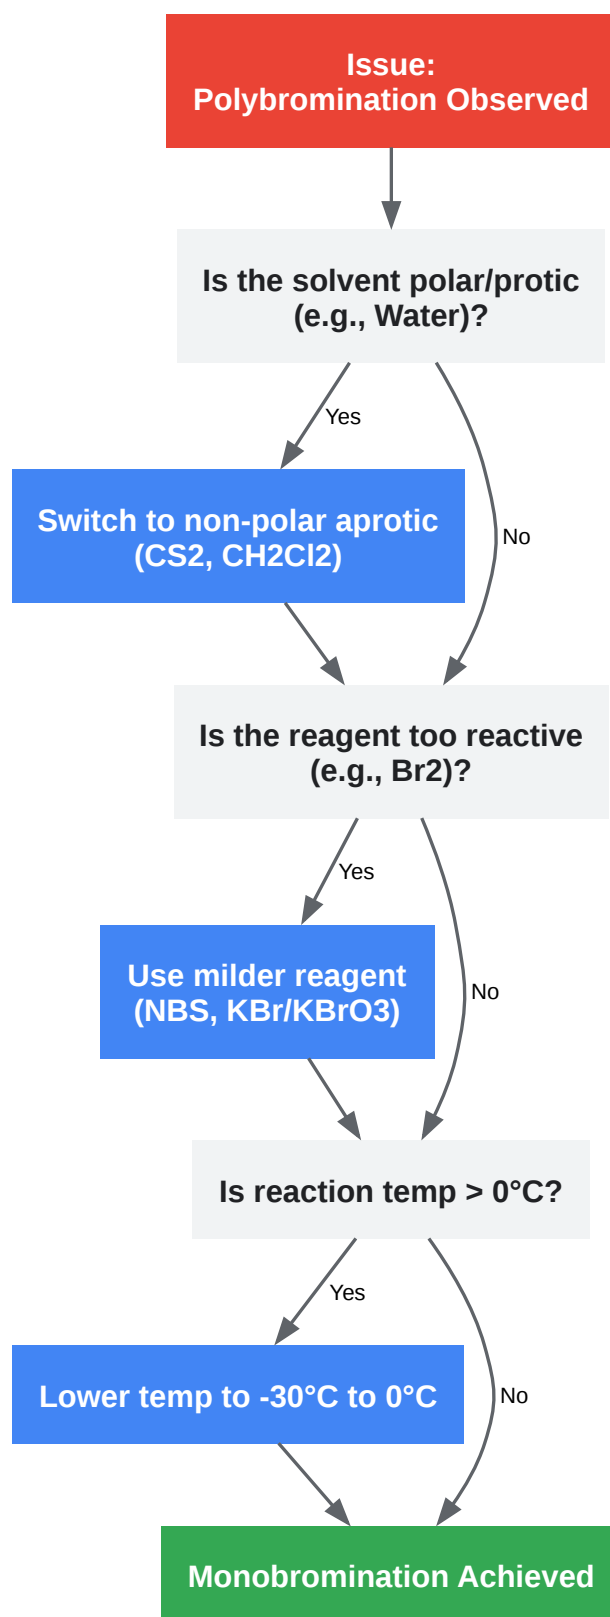 Issue:
Polybromination Observed
Is the solvent polar/protic
(e.g., Water)?
Yes
No
Switch to non-polar aprotic
(CS2, CH2Cl2)
Is the reagent too reactive
(e.g., Br2)?
Yes
No
Use milder reagent
(NBS, KBr/KBrO3)
Is reaction temp > 0°C?
Yes
No
Lower temp to -30°C to 0°C
Monobromination Achieved